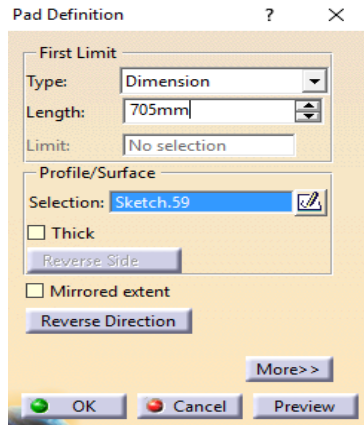 Pad Definition ? ×
First Limit
Type: Dimension
Length: 705mm
Limit: No selection
Profile/Surface
Selection: Sketch.59
Thick
Reverse Side
Mirrored extent
Reverse Direction
More>>
OK Cancel Preview